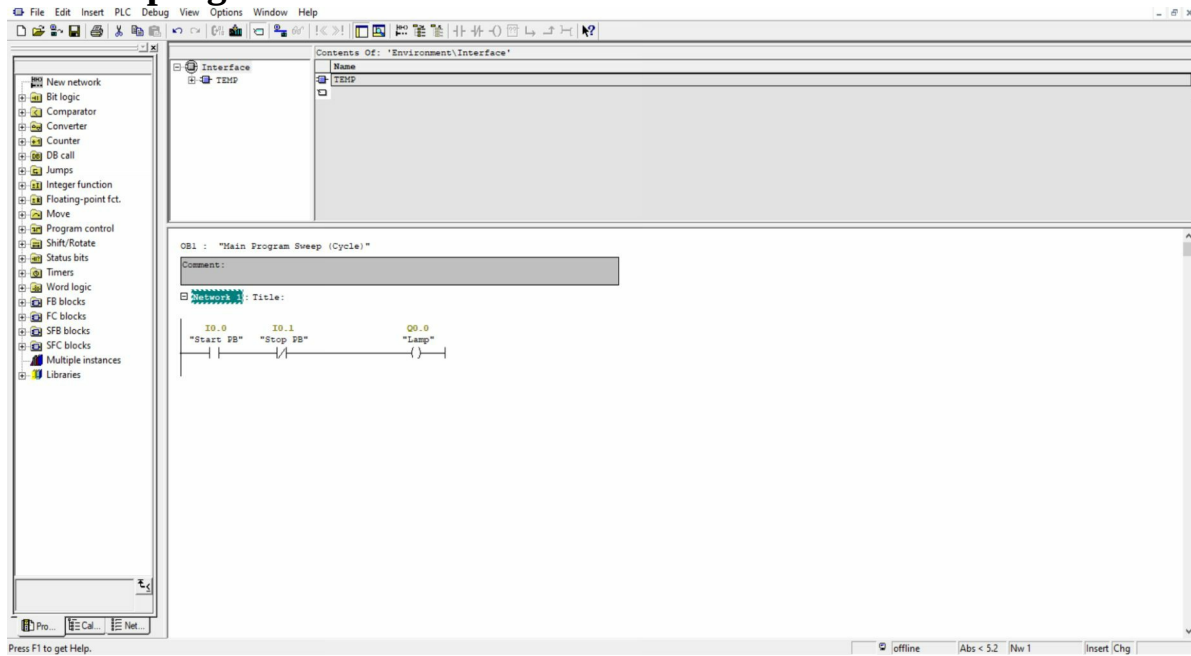 File Edit Insert PLC Debug View Options Window Help
Contents Of: 'Environment\Interface'
Interface
TEMP
Name
TEMP
New network
Bit logic
Comparator
Converter
Counter
DB call
Jumps
Integer function
Floating-point fct.
Move
Program control
Shift/Rotate
Status bits
Timers
Word logic
FB blocks
FC blocks
SFB blocks
SFC blocks
Multiple instances
Libraries
OB1 : "Main Program Sweep (Cycle)"
Comment:
Network 1: Title:
I0.0 I0.1 Q0.0
"Start PB" "Stop PB" "Lamp"
Pro... Cal... Net...
Press F1 to get Help. offline Abs < 5.2 Nw 1 Insert Chg